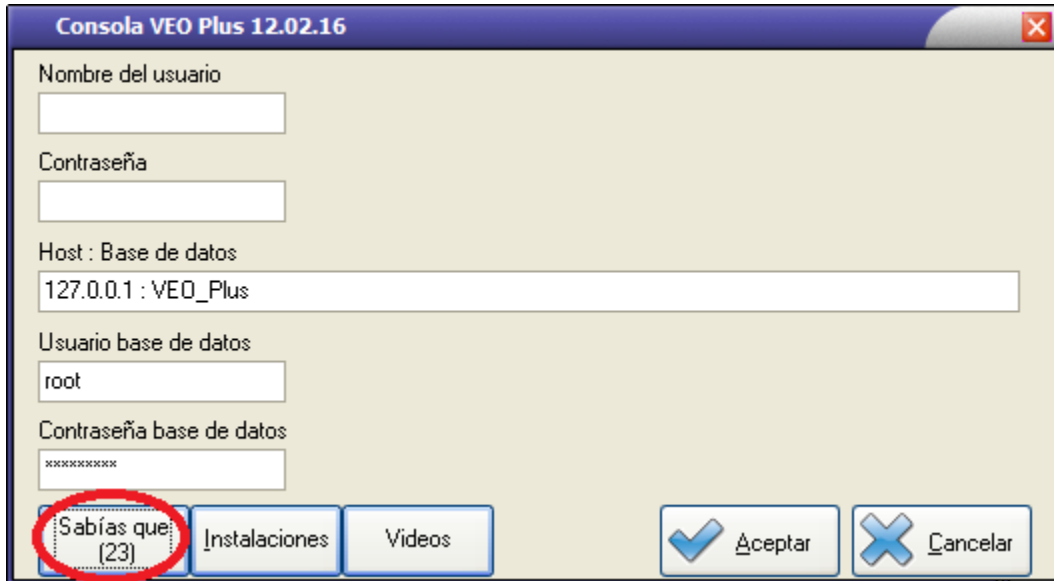 Consola VEO Plus 12.02.16
Nombre del usuario
Contraseña
Host : Base de datos
127.0.0.1 : VEO_Plus
Usuario base de datos
root
Contraseña base de datos
*********
Sabías que
(23)
Instalaciones
Videos
Aceptar
Cancelar